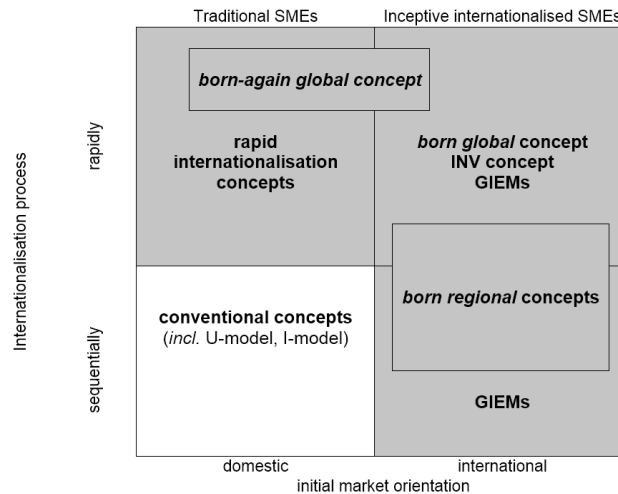 Traditional SMEs
Inceptive internationalised SMEs
born-again global concept
rapid
internationalisation
concepts
born global concept
INV concept
GIEMs
born regional concepts
conventional concepts
(incl. U-model, I-model)
GIEMs
Internationalisation process
rapidly
sequentially
domestic
international
initial market orientation